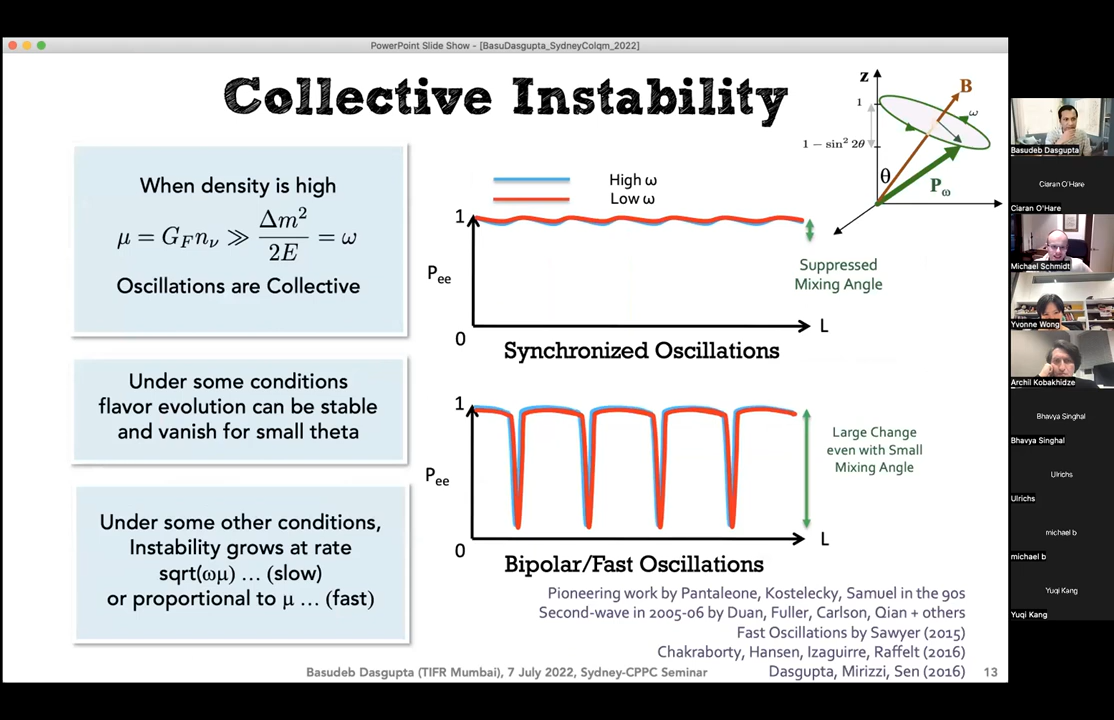 PowerPoint Slide Show - [BasuDasgupta_SydneyColqm_2022]
Collective Instability
When density is high
μ = G_F n_ν ≫ Δm²/2E = ω
Oscillations are Collective
Under some conditions
flavor evolution can be stable
and vanish for small theta
Under some other conditions,
Instability grows at rate
sqrt(ωμ) ... (slow)
or proportional to μ ... (fast)
High ω
Low ω
1
P_ee
0
L
Suppressed
Mixing Angle
Synchronized Oscillations
1
P_ee
0
L
Large Change
even with Small
Mixing Angle
Bipolar/Fast Oscillations
z
B
1
ω
1 − sin² 2θ
θ
P_ω
Pioneering work by Pantaleone, Kostelecky, Samuel in the 90s
Second-wave in 2005-06 by Duan, Fuller, Carlson, Qian + others
Fast Oscillations by Sawyer (2015)
Chakraborty, Hansen, Izaguirre, Raffelt (2016)
Dasgupta, Mirizzi, Sen (2016)
Basudeb Dasgupta (TIFR Mumbai), 7 July 2022, Sydney-CPPC Seminar
13
Basudeb Dasgupta
Ciaran O'Hare
Ciaran O'Hare
Michael Schmidt
Yvonne Wong
Archil Kobakhidze
Bhavya Singhal
Bhavya Singhal
Ulrichs
Ulrichs
michael b
michael b
Yuqi Kang
Yuqi Kang